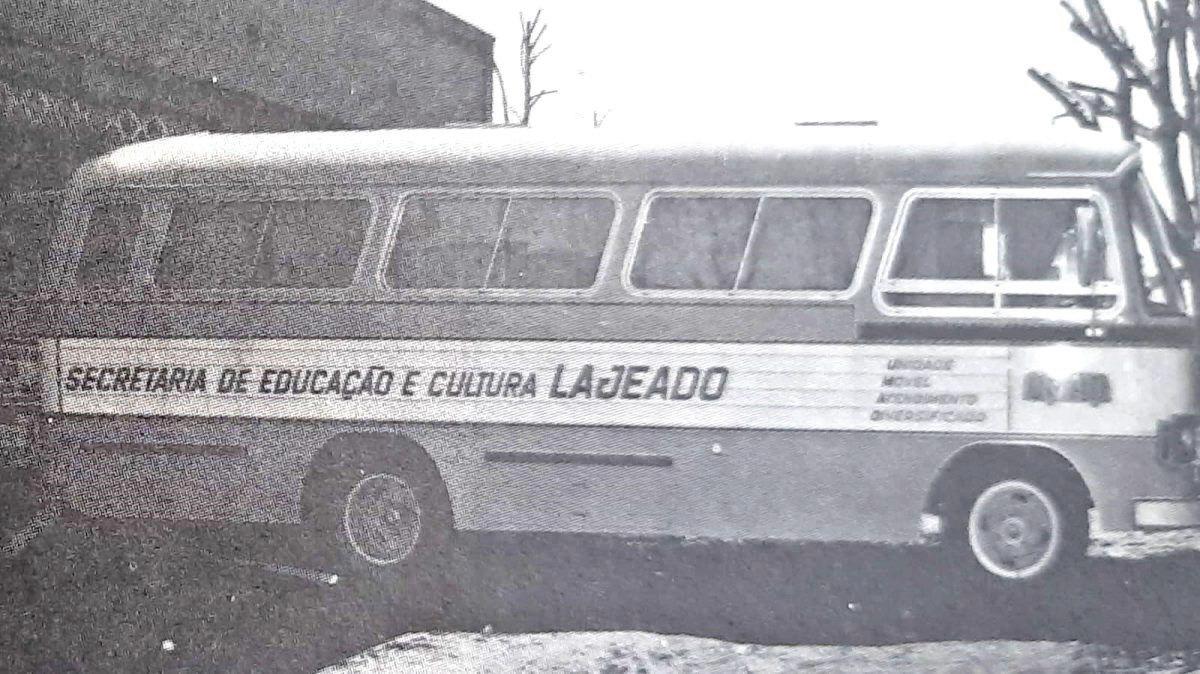 SECRETARIA DE EDUCAÇÃO E CULTURA LAJEADO
UNIDADE
MOVEL
ATENDIMENTO
DIVERSIFICADO